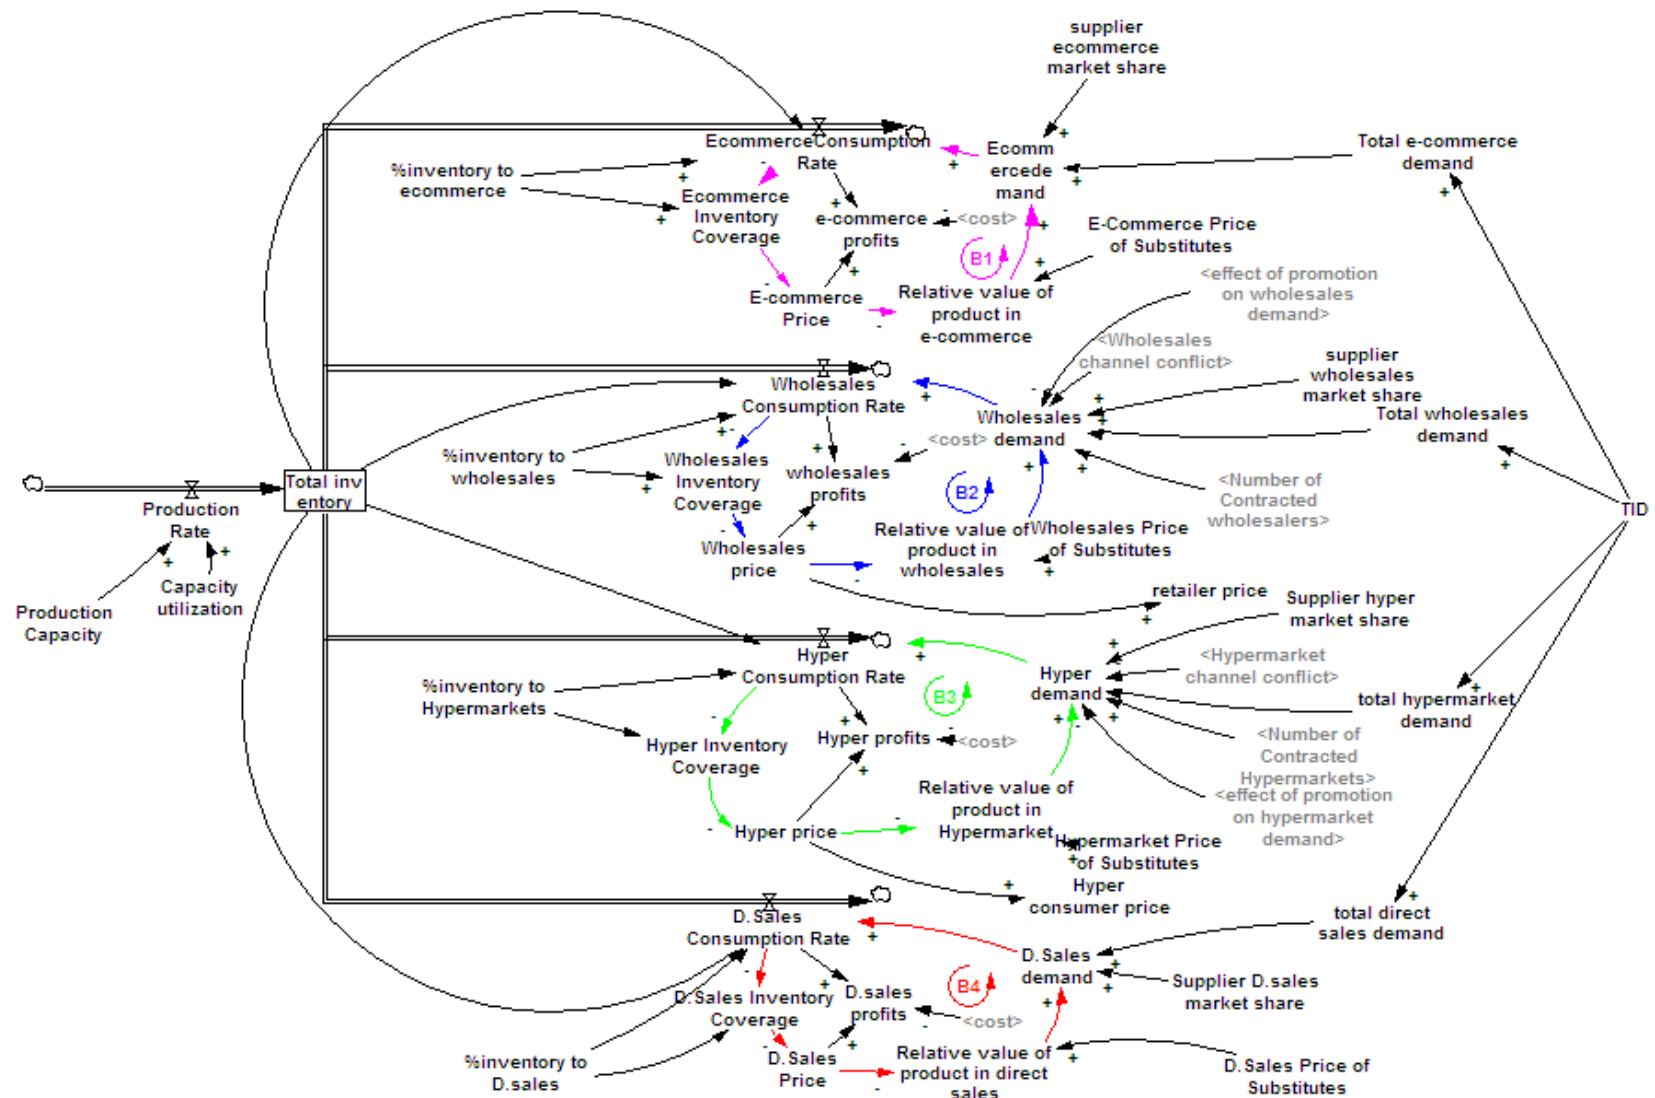 supplier
ecommerce
market share
EcommerceConsumption
Rate
Ecomm
ercede
mand
Total e-commerce
demand
%inventory to
ecommerce
Ecommerce
Inventory
Coverage
e-commerce
profits
<cost>
E-Commerce Price
of Substitutes
B1
E-commerce
Price
Relative value of
product in
e-commerce
<effect of promotion
on wholesales
demand>
<Wholesales
channel conflict>
supplier
wholesales
market share
Wholesales
Consumption Rate
Wholesales
demand
Total wholesales
demand
%inventory to
wholesales
Wholesales
Inventory
Coverage
wholesales
profits
<cost>
B2
<Number of
Contracted
wholesalers>
Total inv
entory
Production
Rate
TID
Wholesales
price
Relative value of
product in
wholesales
Wholesales Price
of Substitutes
Production
Capacity
Capacity
utilization
retailer price
Supplier hyper
market share
Hyper
Consumption Rate
Hyper
demand
<Hypermarket
channel conflict>
%inventory to
Hypermarkets
B3
total hypermarket
demand
Hyper Inventory
Coverage
Hyper profits
<cost>
<Number of
Contracted
Hypermarkets>
<effect of promotion
on hypermarket
demand>
Hyper price
Relative value of
product in
Hypermarket
Hypermarket Price
of Substitutes
Hyper
consumer price
D.Sales
Consumption Rate
total direct
sales demand
D.Sales
demand
Supplier D.sales
market share
B4
D.Sales Inventory
Coverage
D.sales
profits
<cost>
%inventory to
D.sales
D.Sales
Price
Relative value of
product in direct
sales
D.Sales Price of
Substitutes